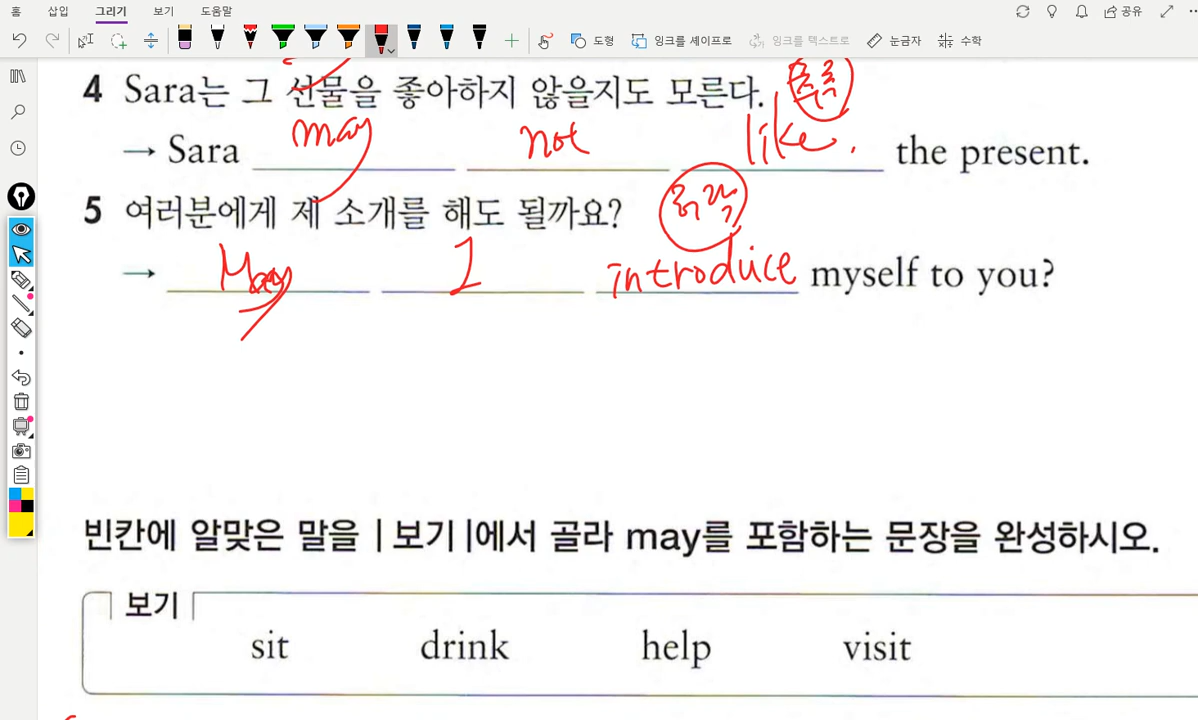 홈 삽입 그리기 보기 도움말 공유
도형 잉크를 셰이프로 잉크를 텍스트로 눈금자 수학
4 Sara는 그 선물을 좋아하지 않을지도 모른다.
→ Sara may not like. the present.
5 여러분에게 제 소개를 해도 될까요? 허락
→ May I introduce myself to you?
빈칸에 알맞은 말을 |보기|에서 골라 may를 포함하는 문장을 완성하시오.
보기
sit drink help visit